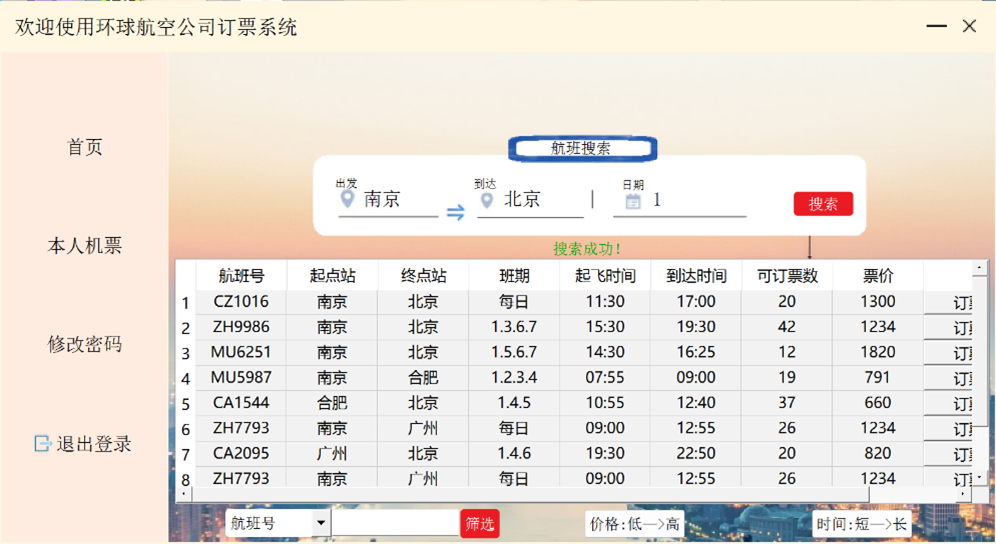 欢迎使用环球航空公司订票系统
首页
本人机票
修改密码
退出登录
航班搜索
出发 南京 到达 北京 日期 1 搜索
搜索成功！
航班号 起点站 终点站 班期 起飞时间 到达时间 可订票数 票价
1 CZ1016 南京 北京 每日 11:30 17:00 20 1300 订
2 ZH9986 南京 北京 1.3.6.7 15:30 19:30 42 1234 订
3 MU6251 南京 北京 1.5.6.7 14:30 16:25 12 1820 订
4 MU5987 南京 合肥 1.2.3.4 07:55 09:00 19 791 订
5 CA1544 合肥 北京 1.4.5 10:55 12:40 37 660 订
6 ZH7793 南京 广州 每日 09:00 12:55 26 1234 订
7 CA2095 广州 北京 1.4.6 19:30 22:50 20 820 订
8 ZH7793 南京 广州 每日 09:00 12:55 26 1234 订
航班号 筛选 价格:低—>高 时间:短—>长